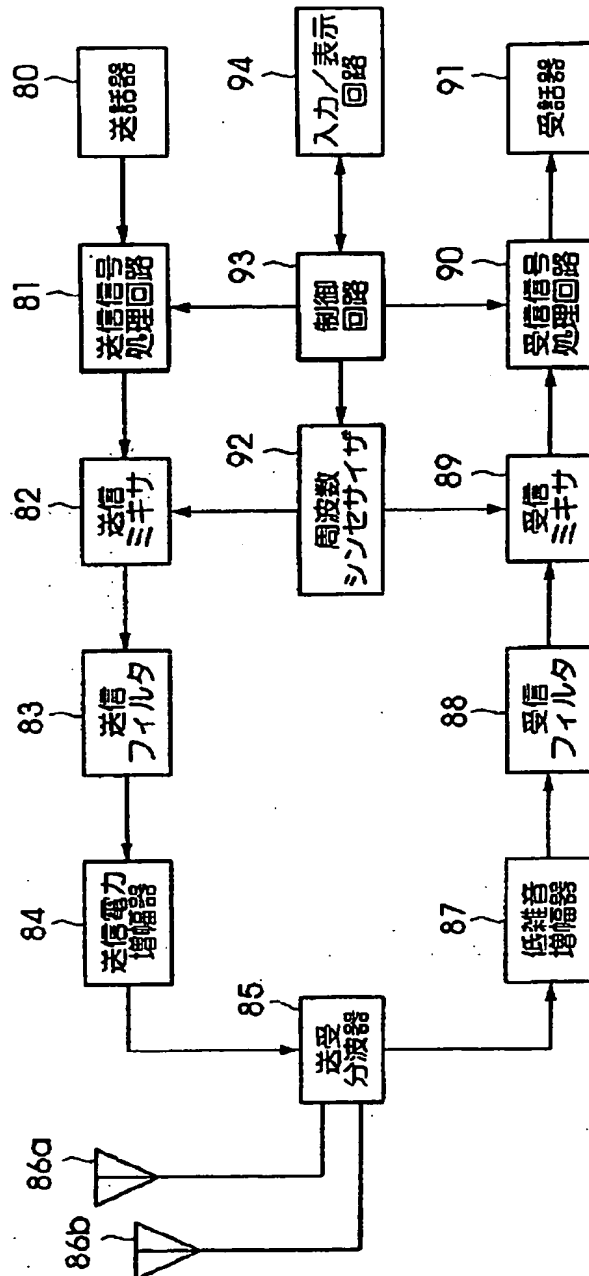 80
送話器
81
送信信号
処理回路
82
送信
ミキサ
83
送信
フィルタ
84
送信電力
増幅器
85
送受
分波器
86a
86b
94
入力／表示
回路
93
制御
回路
92
周波数
シンセサイザ
87
低雑音
増幅器
88
受信
フィルタ
89
受信
ミキサ
90
受信信号
処理回路
91
受話器